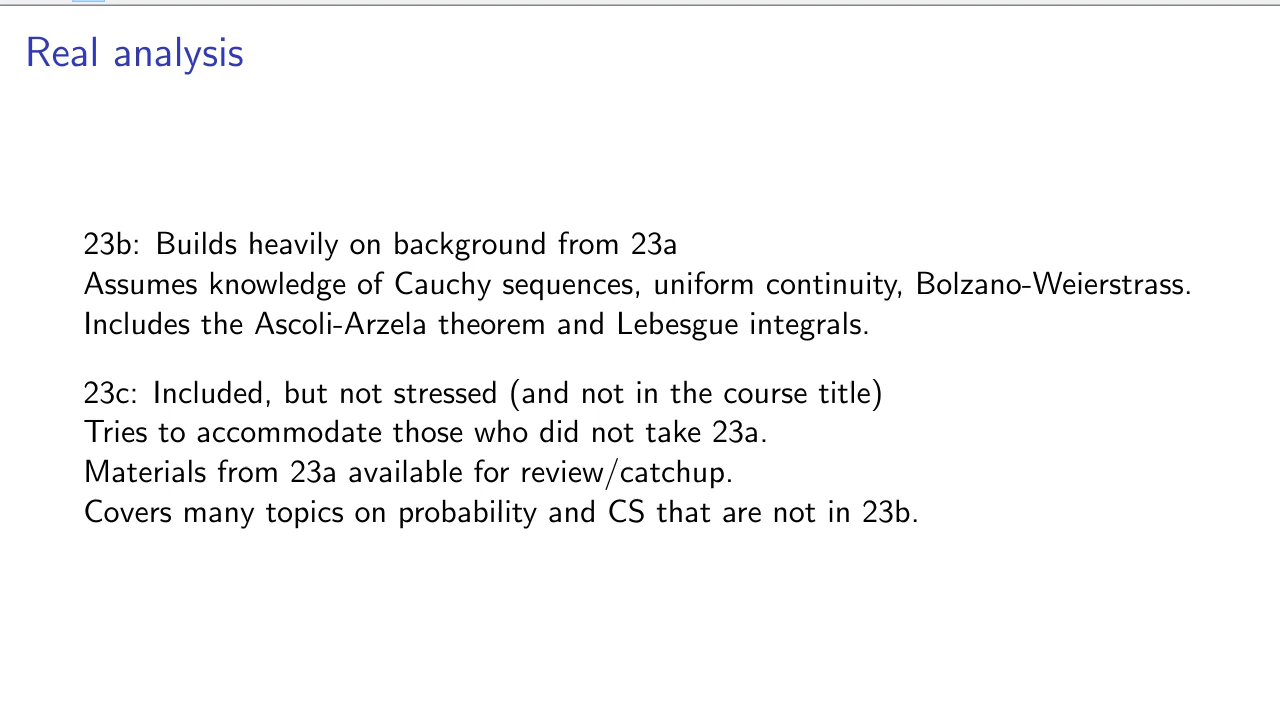 Real analysis
23b: Builds heavily on background from 23a
Assumes knowledge of Cauchy sequences, uniform continuity, Bolzano-Weierstrass.
Includes the Ascoli-Arzela theorem and Lebesgue integrals.
23c: Included, but not stressed (and not in the course title)
Tries to accommodate those who did not take 23a.
Materials from 23a available for review/catchup.
Covers many topics on probability and CS that are not in 23b.